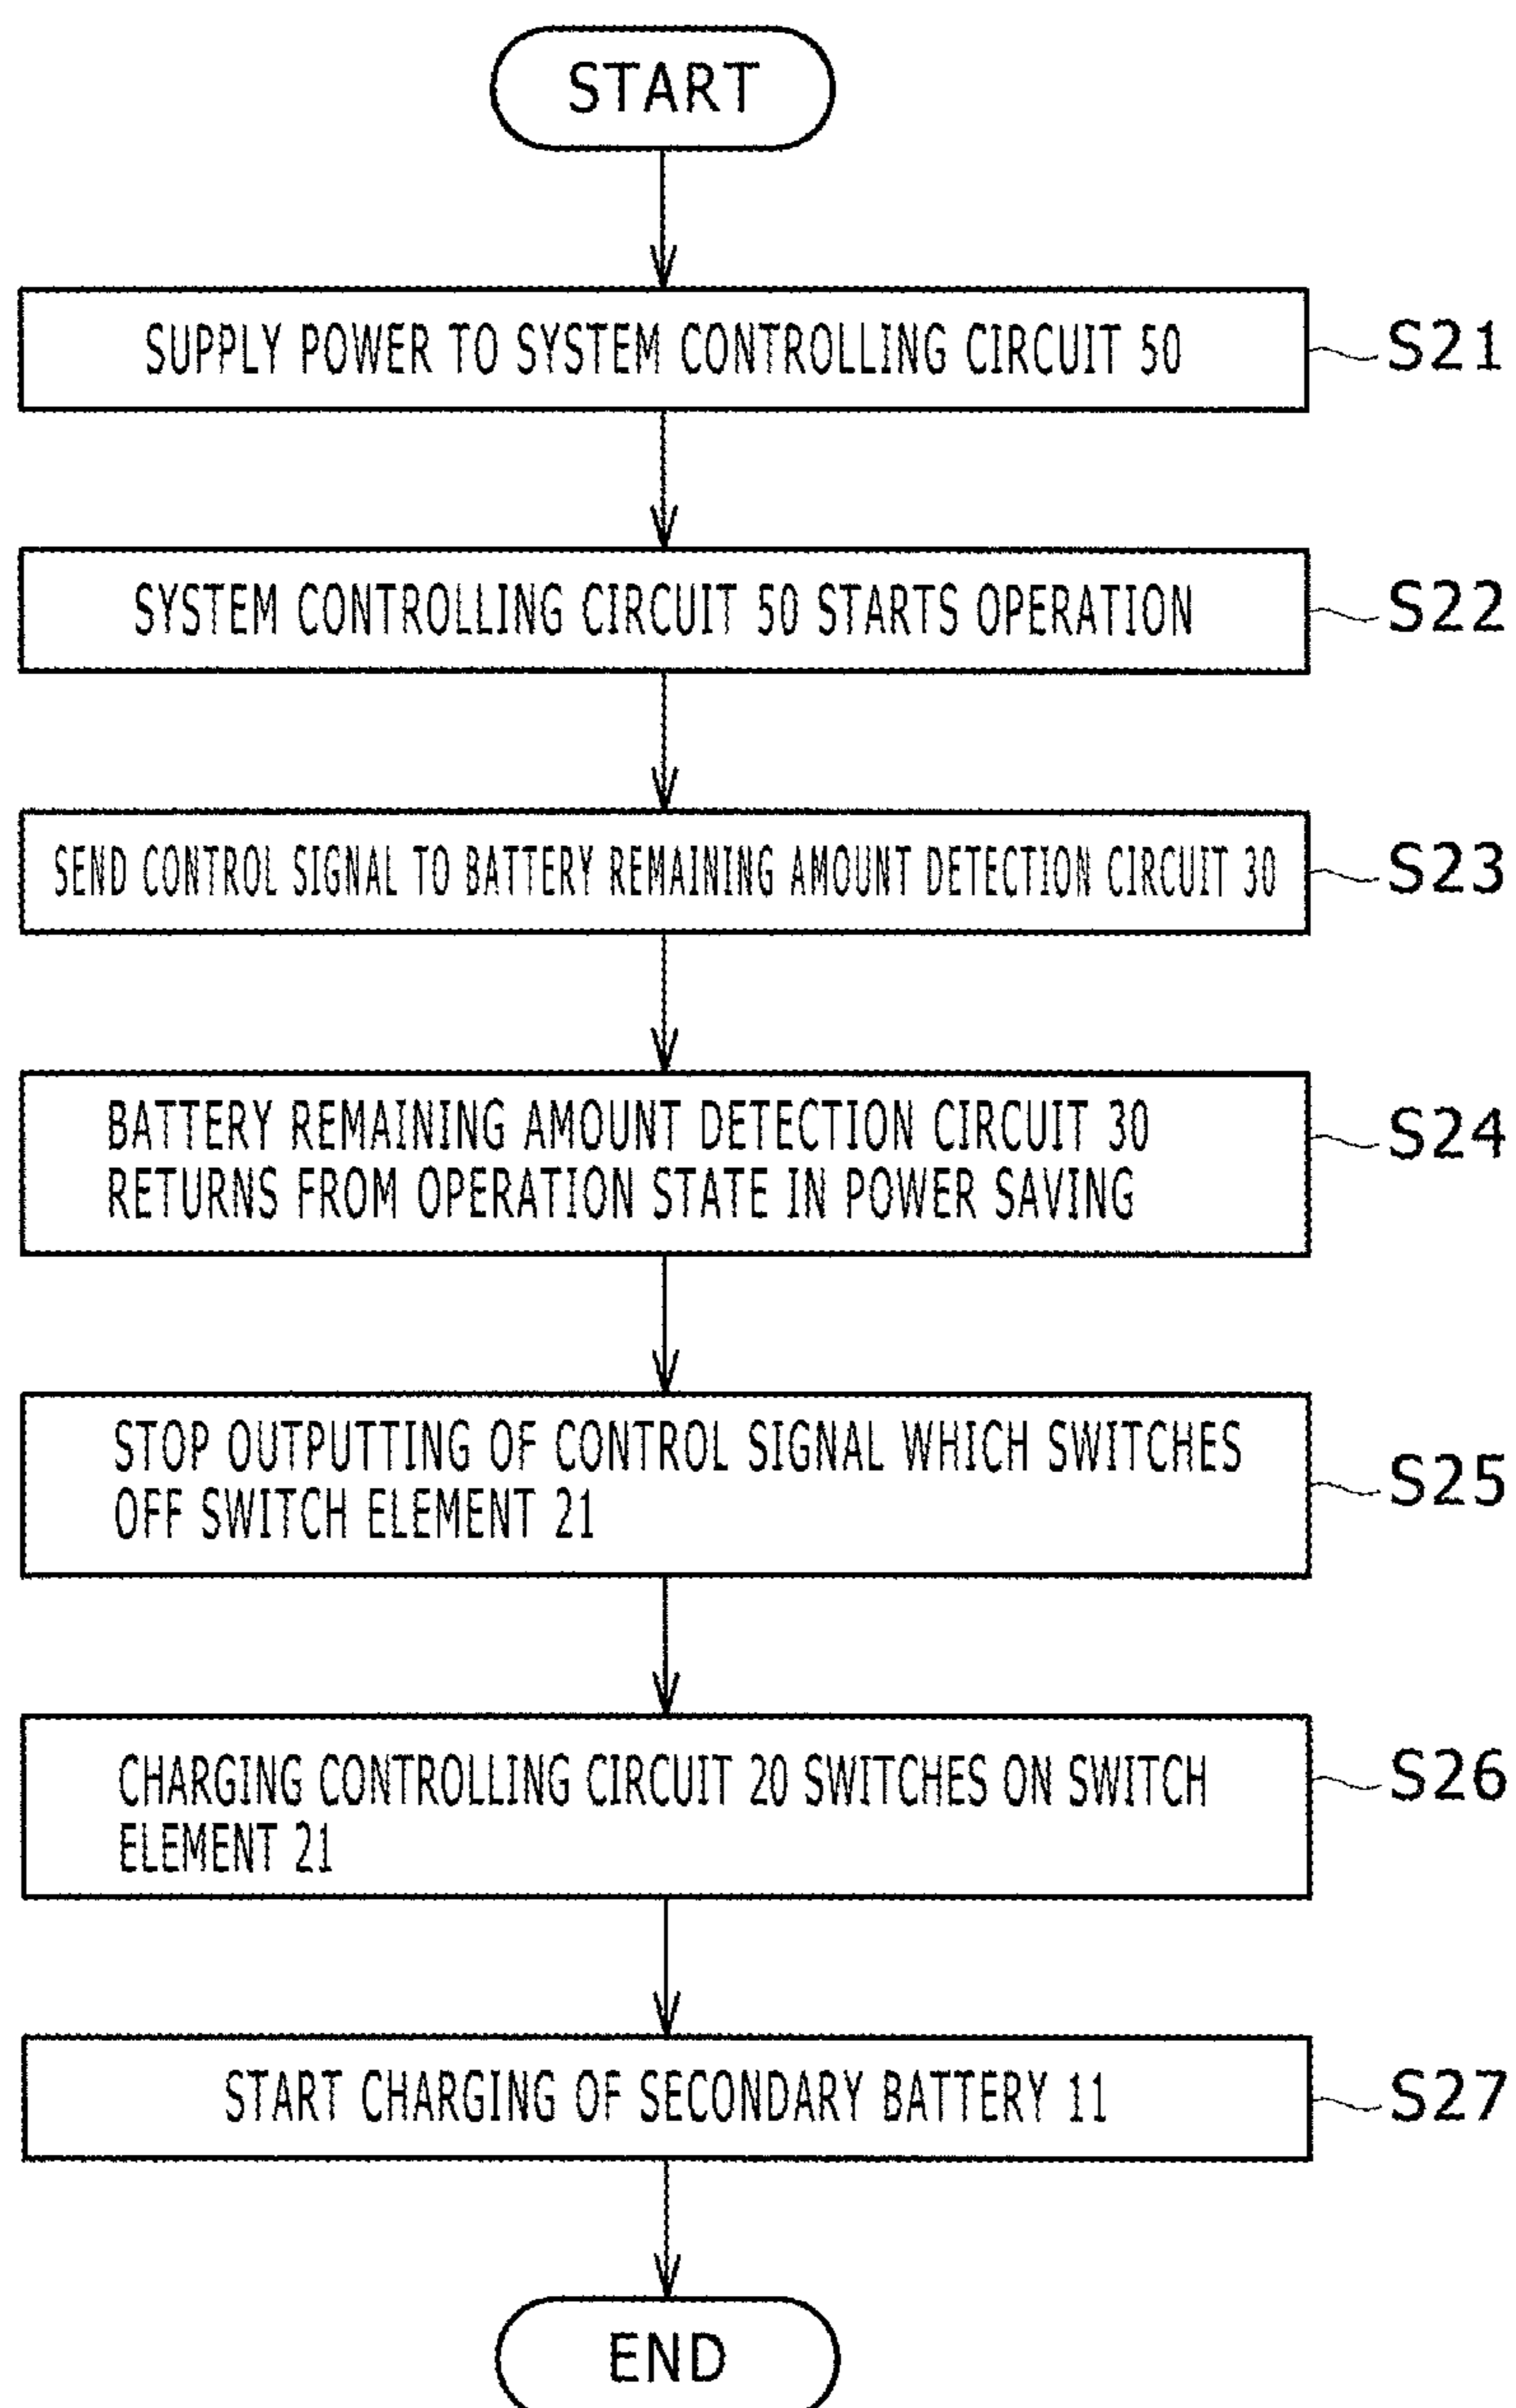 START
SUPPLY POWER TO SYSTEM CONTROLLING CIRCUIT 50
S21
SYSTEM CONTROLLING CIRCUIT 50 STARTS OPERATION
S22
SEND CONTROL SIGNAL TO BATTERY REMAINING AMOUNT DETECTION CIRCUIT 30
S23
BATTERY REMAINING AMOUNT DETECTION CIRCUIT 30
RETURNS FROM OPERATION STATE IN POWER SAVING
S24
STOP OUTPUTTING OF CONTROL SIGNAL WHICH SWITCHES
OFF SWITCH ELEMENT 21
S25
CHARGING CONTROLLING CIRCUIT 20 SWITCHES ON SWITCH
ELEMENT 21
S26
START CHARGING OF SECONDARY BATTERY 11
S27
END